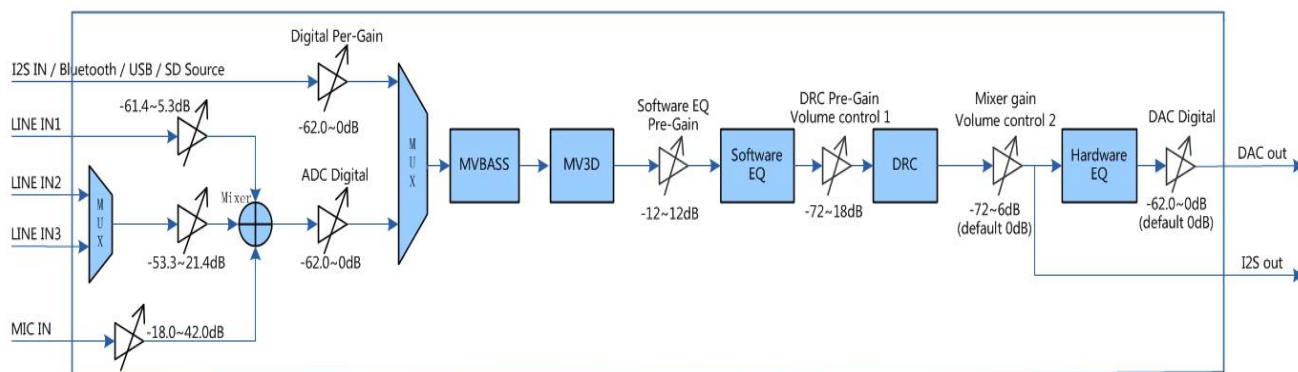 Digital Per-Gain
I2S IN / Bluetooth / USB / SD Source
-62.0~0dB
-61.4~5.3dB
LINE IN1
LINE IN2
LINE IN3
MUX
-53.3~21.4dB
Mixer
ADC Digital
-62.0~0dB
MIC IN
-18.0~42.0dB
MUX
MVBASS
MV3D
Software EQ
Pre-Gain
-12~12dB
Software
EQ
DRC Pre-Gain
Volume control 1
-72~18dB
DRC
Mixer gain
Volume control 2
-72~6dB
(default 0dB)
Hardware
EQ
DAC Digital
-62.0~0dB
(default 0dB)
DAC out
I2S out